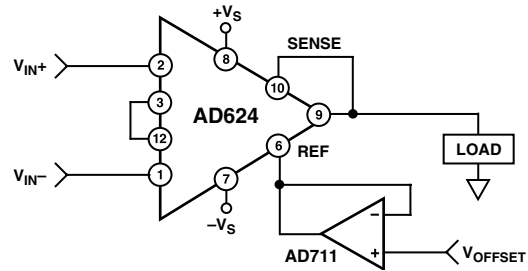 +VS
SENSE
VIN+
2
8
10
3
AD624
9
12
6
REF
LOAD
VIN–
1
7
–VS
–
AD711
+
VOFFSET